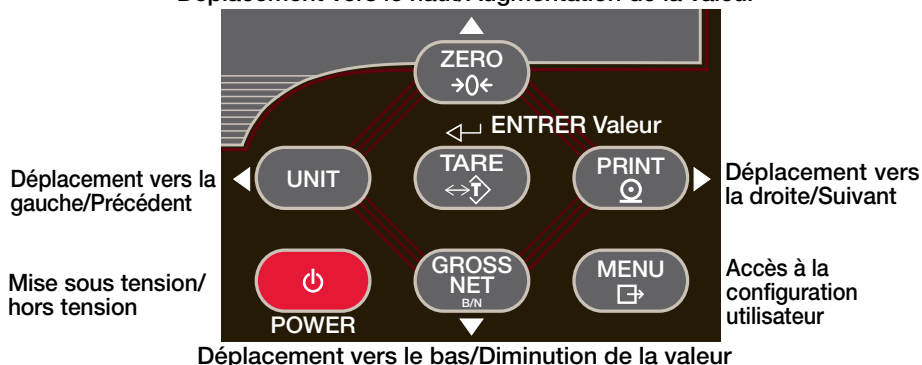 Déplacement vers le haut/Augmentation de la valeur
ZERO
→0←
ENTRER Valeur
Déplacement vers la
gauche/Précédent
UNIT
TARE
T
PRINT
Déplacement vers
la droite/Suivant
Mise sous tension/
hors tension
POWER
GROSS
NET
B/N
MENU
Accès à la
configuration
utilisateur
Déplacement vers le bas/Diminution de la valeur